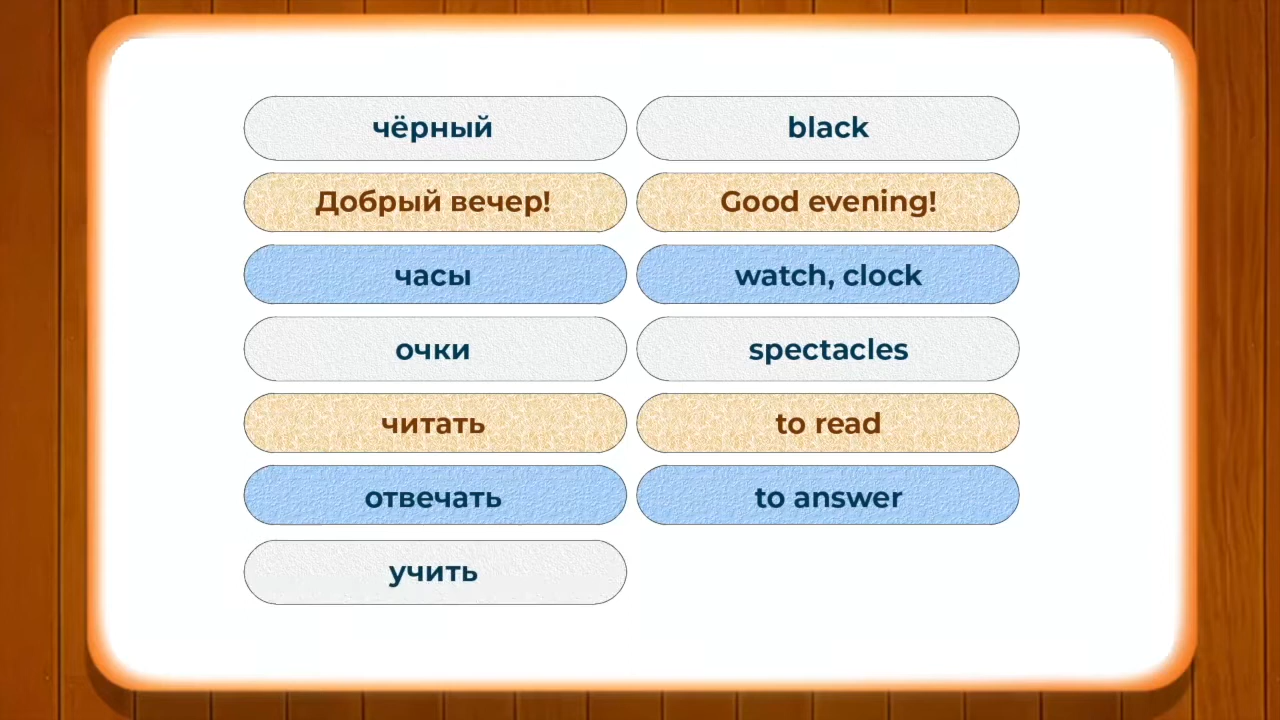 чёрный black
Добрый вечер! Good evening!
часы watch, clock
очки spectacles
читать to read
отвечать to answer
учить